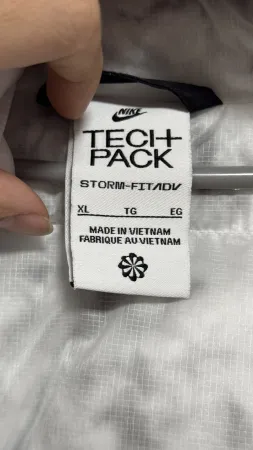 NIKE
TECH
PACK
STORM-FIT ADV
XL TG EG
MADE IN VIETNAM
FABRIQUE AU VIETNAM